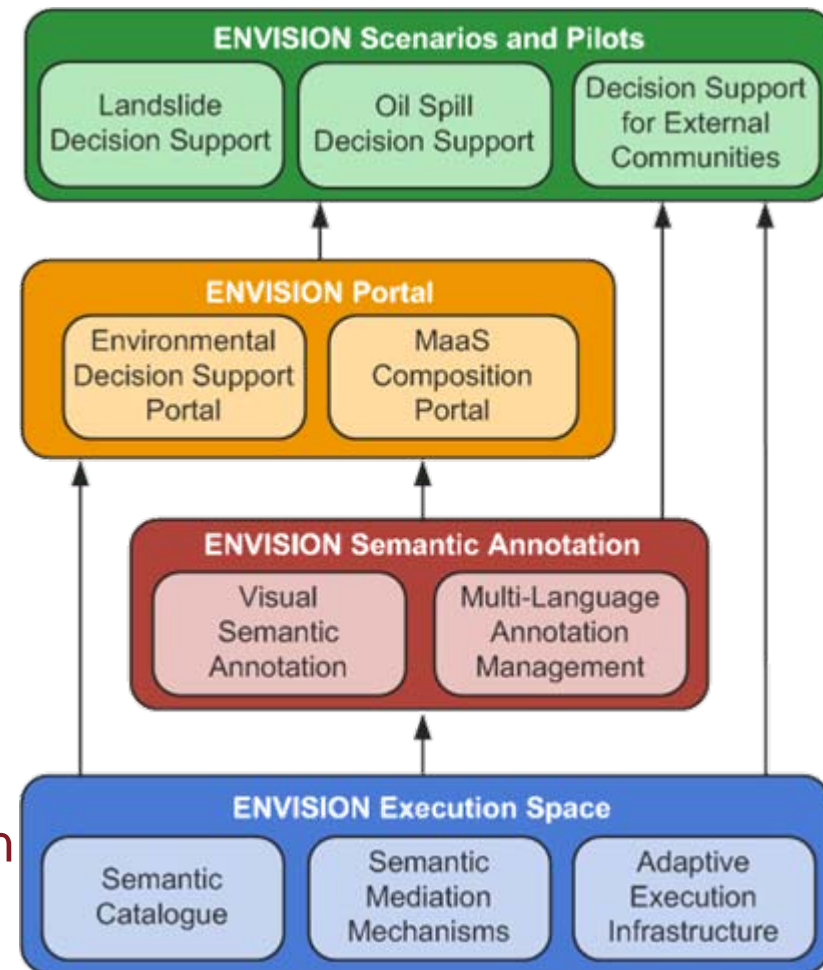 ENVISION Scenarios and Pilots
Landslide
Decision Support
Oil Spill
Decision Support
Decision Support
for External
Communities
ENVISION Portal
Environmental
Decision Support
Portal
MaaS
Composition
Portal
ENVISION Semantic Annotation
Visual
Semantic
Annotation
Multi-Language
Annotation
Management
ENVISION Execution Space
n
Semantic
Catalogue
Semantic
Mediation
Mechanisms
Adaptive
Execution
Infrastructure